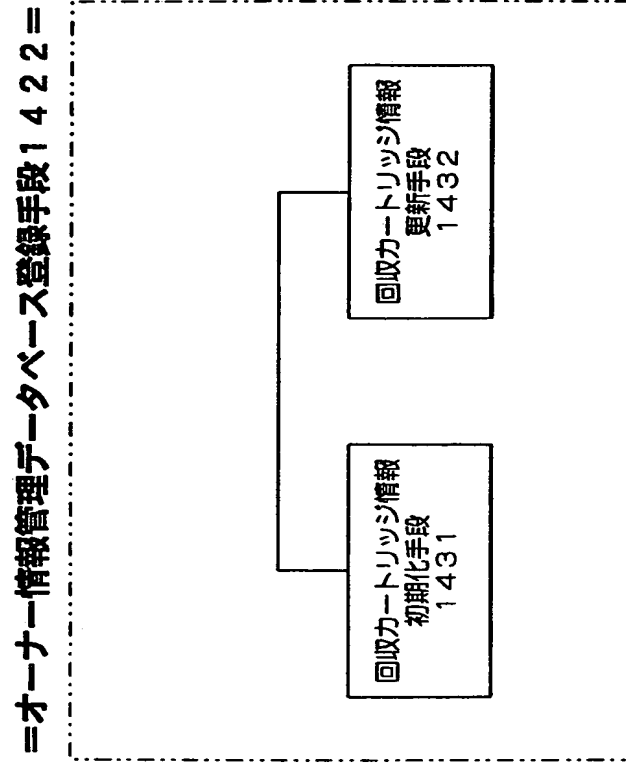 =オーナー情報管理データベース登録手段1422=
回収カートリッジ情報
初期化手段
1431
回収カートリッジ情報
更新手段
1432